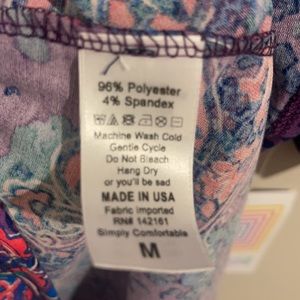 96% Polyester
4% Spandex
Machine Wash Cold
Gentle Cycle
Do Not Bleach
Hang Dry
or you'll be sad
MADE IN USA
Fabric imported
RN# 142161
Simply Comfortable
M